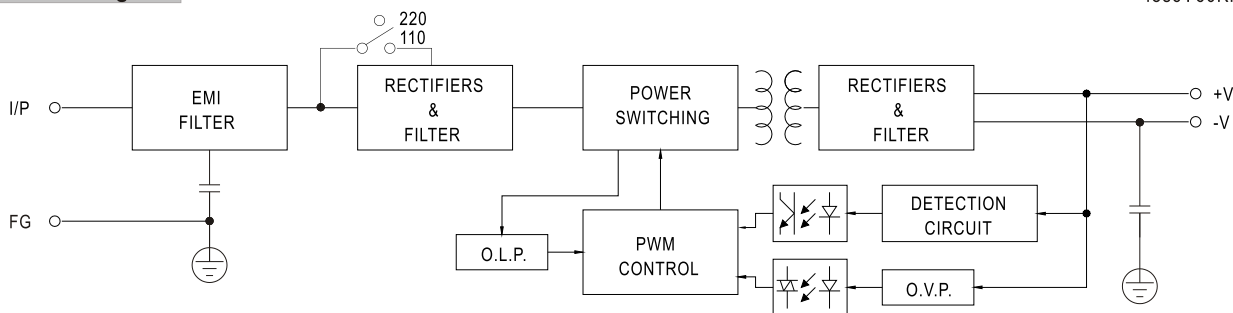 220
110
I/P
EMI
FILTER
RECTIFIERS
&
FILTER
POWER
SWITCHING
RECTIFIERS
&
FILTER
+V
-V
FG
O.L.P.
PWM
CONTROL
DETECTION
CIRCUIT
O.V.P.